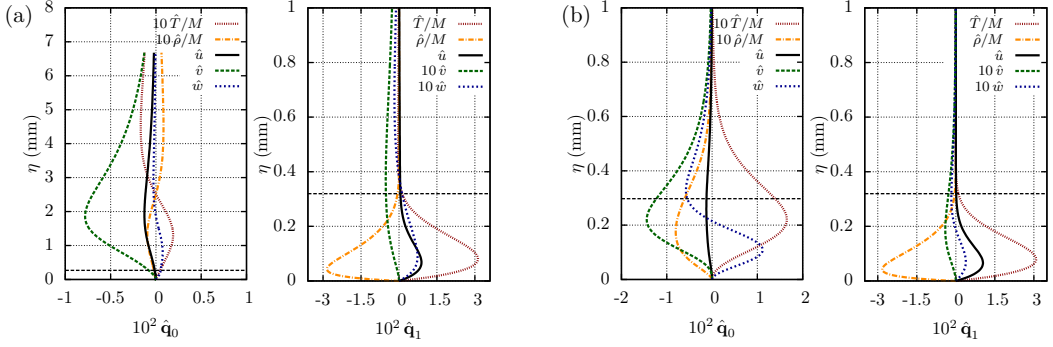 (a)
η (mm)
8
7
6
5
4
3
2
1
0
10 T̂/M
10 ρ̂/M
û
v̂
ŵ
-1
-0.5
0
0.5
1
10² q̂₀
1
0.8
0.6
0.4
0.2
0
η (mm)
T̂/M
ρ̂/M
û
10 v̂
10 ŵ
-3
-1.5
0
1.5
3
10² q̂₁
(b)
η (mm)
1
0.8
0.6
0.4
0.2
0
10 T̂/M
10 ρ̂/M
û
v̂
ŵ
-2
-1
0
1
2
10² q̂₀
η (mm)
1
0.8
0.6
0.4
0.2
0
T̂/M
ρ̂/M
û
10 v̂
10 ŵ
-3
-1.5
0
1.5
3
10² q̂₁